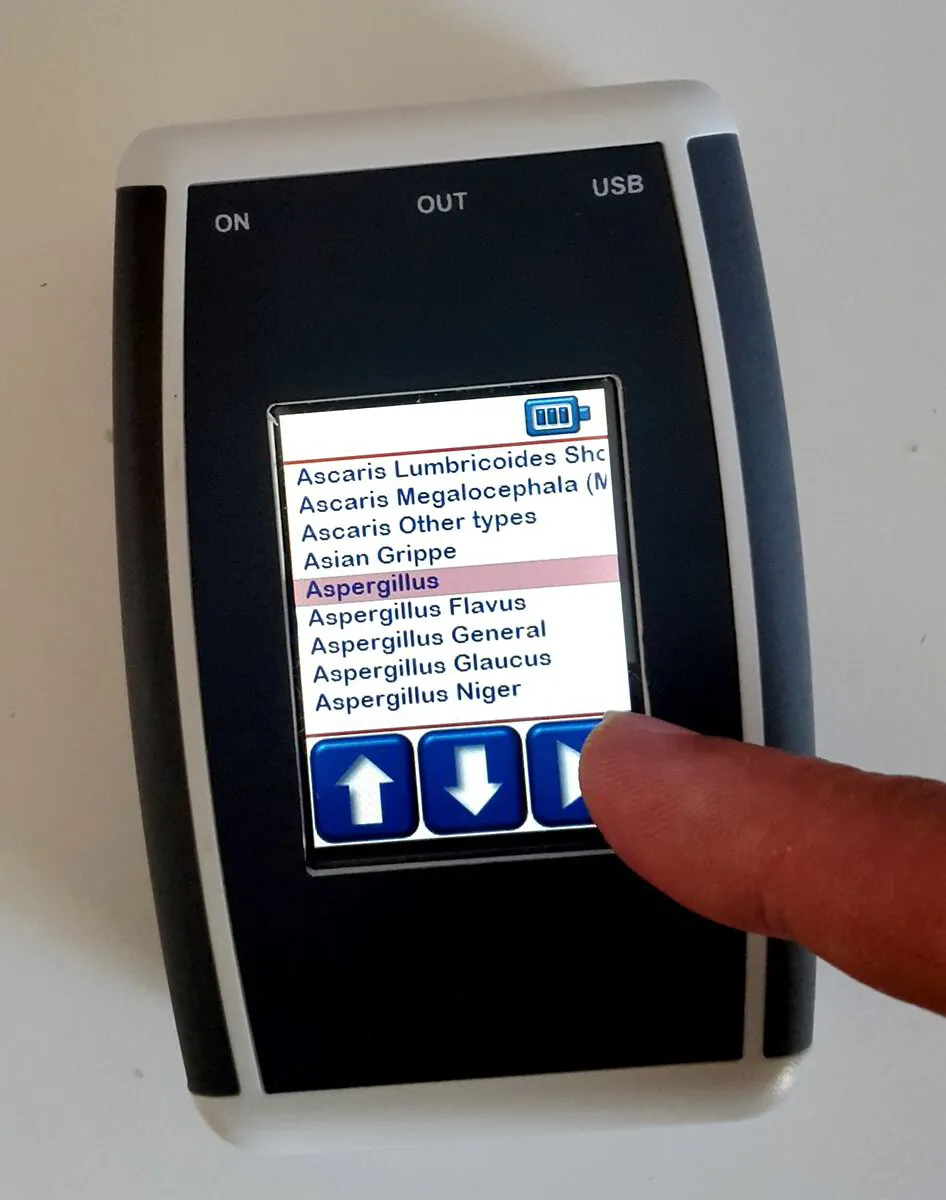 ON
OUT
USB
Ascaris Lumbricoides Sho
Ascaris Megalocephala (M
Ascaris Other types
Asian Grippe
Aspergillus
Aspergillus Flavus
Aspergillus General
Aspergillus Glaucus
Aspergillus Niger